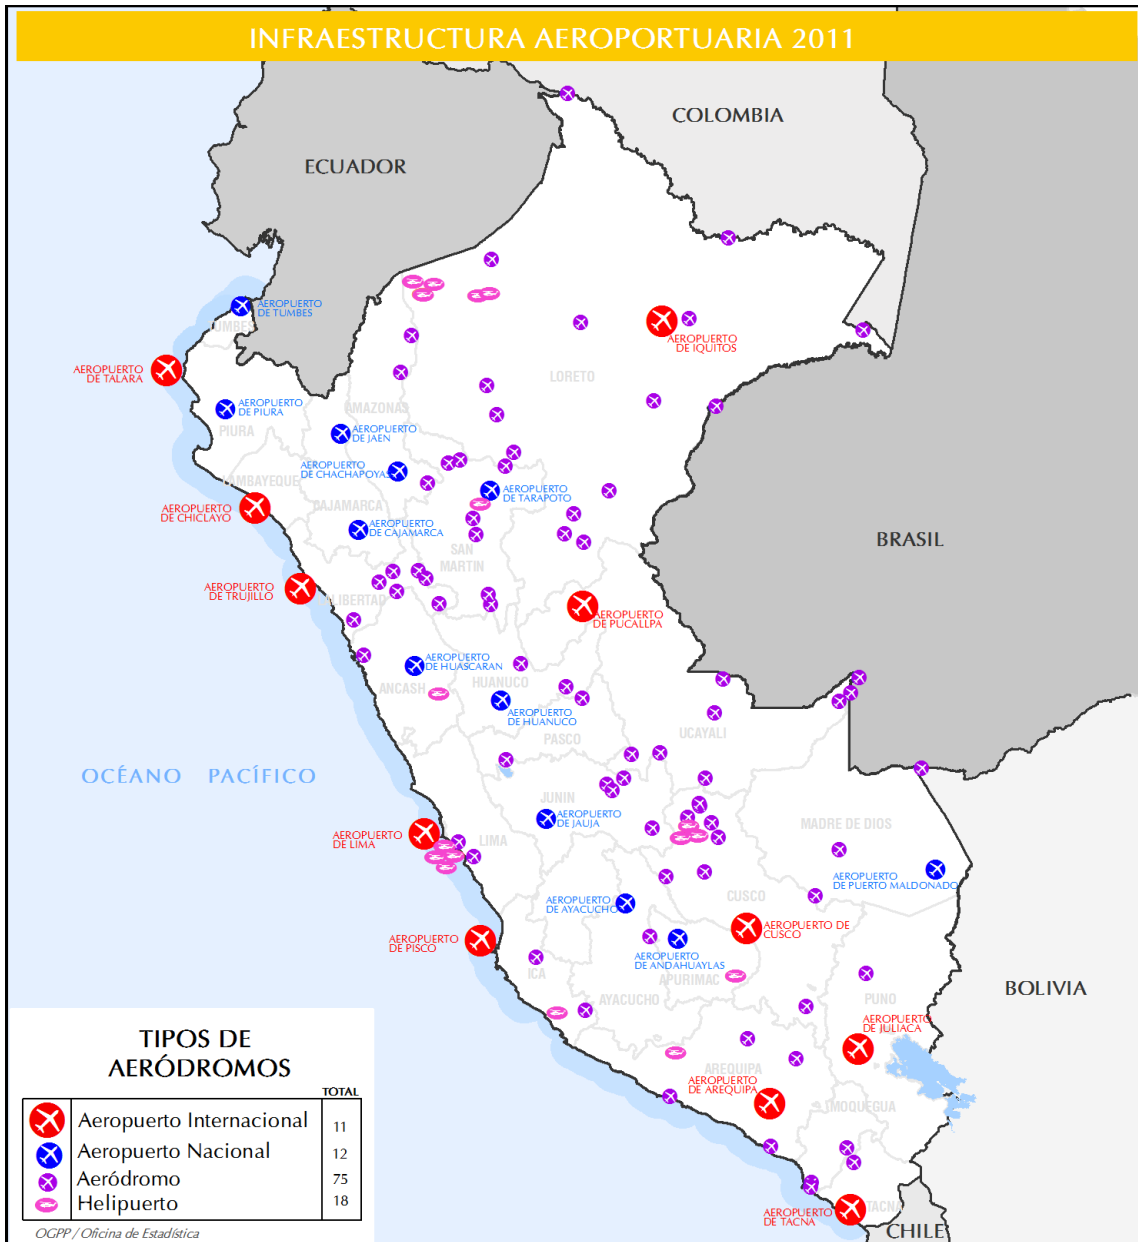 INFRAESTRUCTURA AEROPORTUARIA 2011
COLOMBIA
ECUADOR
AEROPUERTO
DE TUMBES
TUMBES
AEROPUERTO
DE IQUITOS
AEROPUERTO
DE TALARA
LORETO
AEROPUERTO
DE PIURA
PIURA
AMAZONAS
AEROPUERTO
DE JAEN
AEROPUERTO
DE CHACHAPOYAS
LAMBAYEQUE
AEROPUERTO
DE TARAPOTO
AEROPUERTO
DE CHICLAYO
CAJAMARCA
AEROPUERTO
DE CAJAMARCA
BRASIL
SAN
MARTIN
AEROPUERTO
DE TRUJILLO
LA LIBERTAD
AEROPUERTO
DE PUCALLPA
AEROPUERTO
DE HUASCARAN
ANCASH
HUANUCO
AEROPUERTO
DE HUANUCO
PASCO
UCAYALI
OCÉANO PACÍFICO
JUNIN
AEROPUERTO
DE JAUJA
AEROPUERTO
DE LIMA
LIMA
MADRE DE DIOS
AEROPUERTO
DE PUERTO MALDONADO
AEROPUERTO
DE AYACUCHO
CUSCO
AEROPUERTO DE
CUSCO
AEROPUERTO
DE PISCO
AEROPUERTO
DE ANDAHUAYLAS
ICA
APURIMAC
AYACUCHO
PUNO
BOLIVIA
AEROPUERTO
DE JULIACA
AREQUIPA
AEROPUERTO
DE AREQUIPA
MOQUEGUA
AEROPUERTO
DE TACNA
TACNA
CHILE
TIPOS DE
AERÓDROMOS
TOTAL
Aeropuerto Internacional 11
Aeropuerto Nacional 12
Aeródromo 75
Helipuerto 18
OGPP / Oficina de Estadística